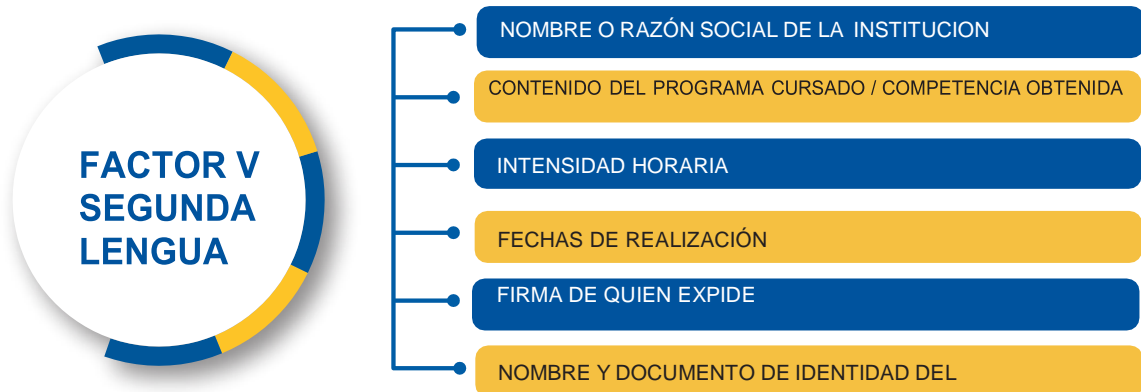 FACTOR V
SEGUNDA
LENGUA
NOMBRE O RAZÓN SOCIAL DE LA INSTITUCION
CONTENIDO DEL PROGRAMA CURSADO / COMPETENCIA OBTENIDA
INTENSIDAD HORARIA
FECHAS DE REALIZACIÓN
FIRMA DE QUIEN EXPIDE
NOMBRE Y DOCUMENTO DE IDENTIDAD DEL